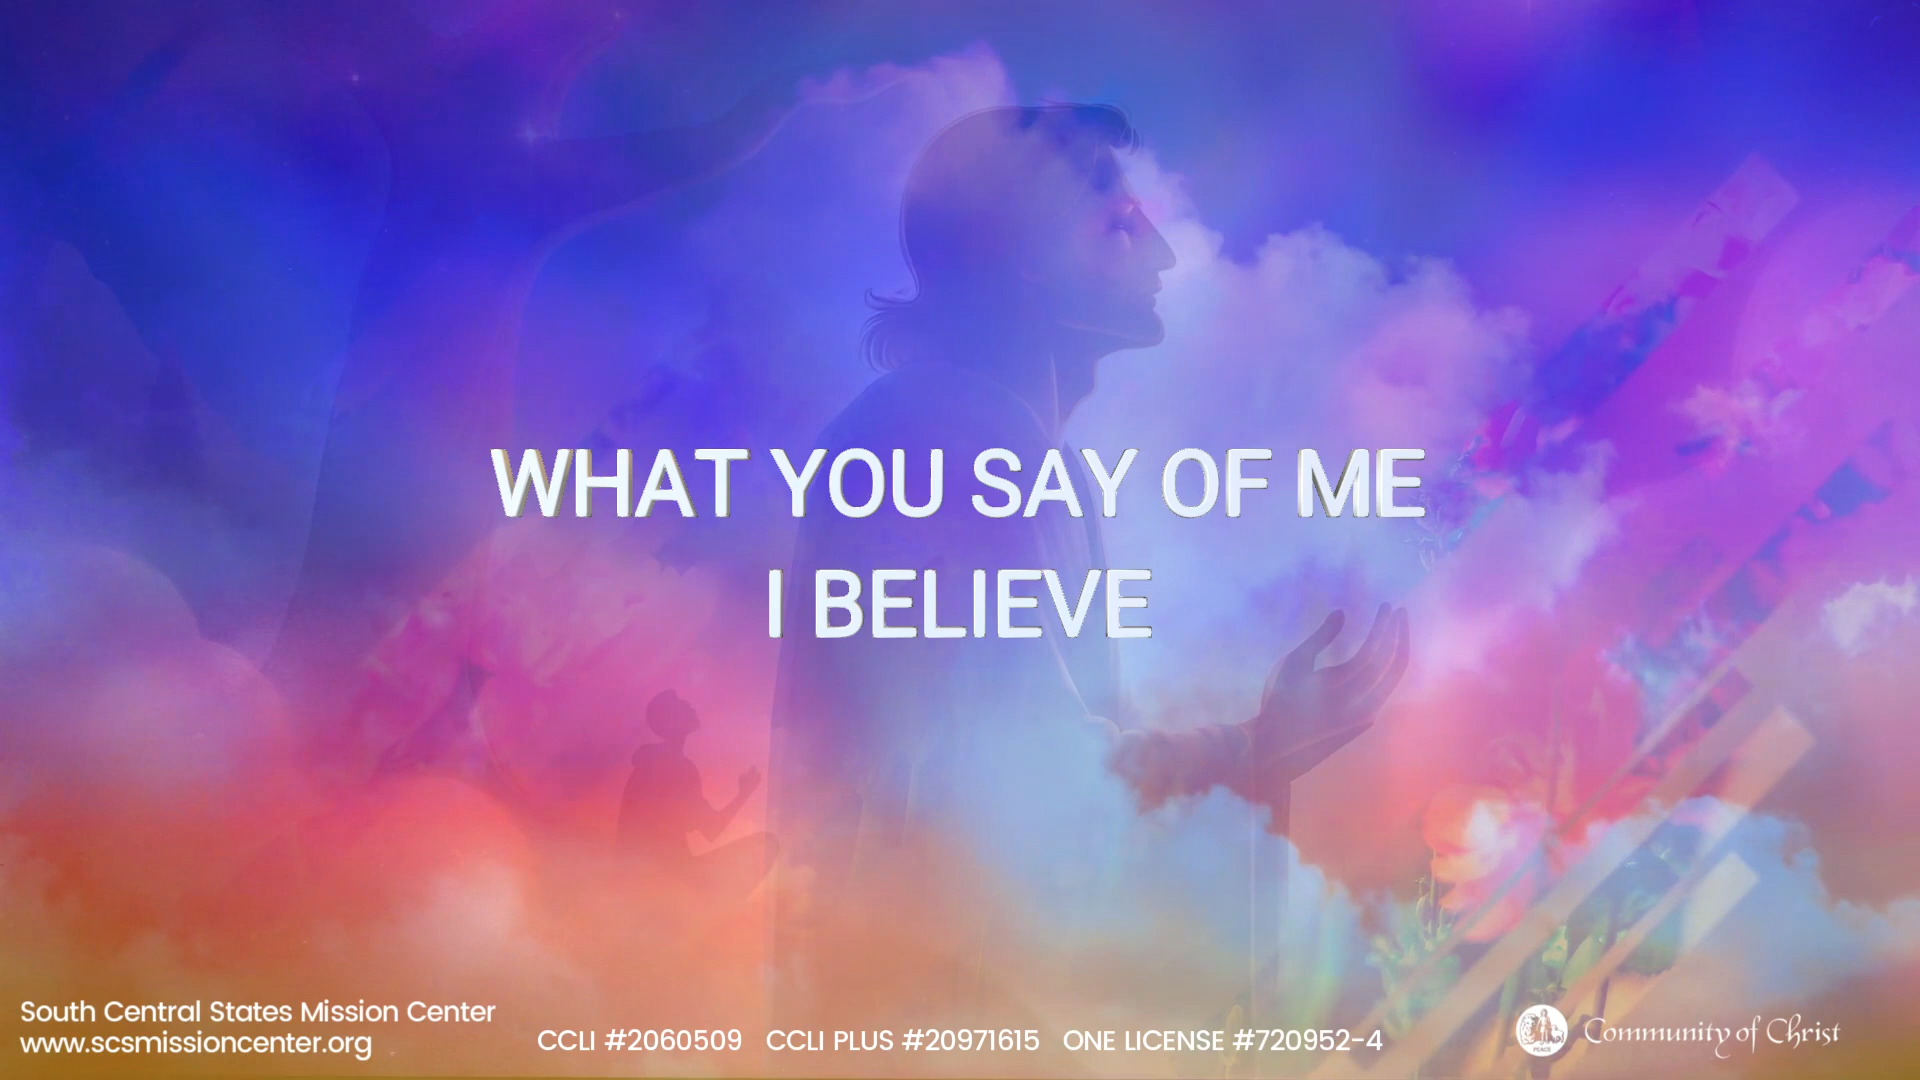 WHAT YOU SAY OF ME
I BELIEVE
South Central States Mission Center
www.scsmissioncenter.org
CCLI #2060509 CCLI PLUS #20971615 ONE LICENSE #720952-4
PEACE
Community of Christ